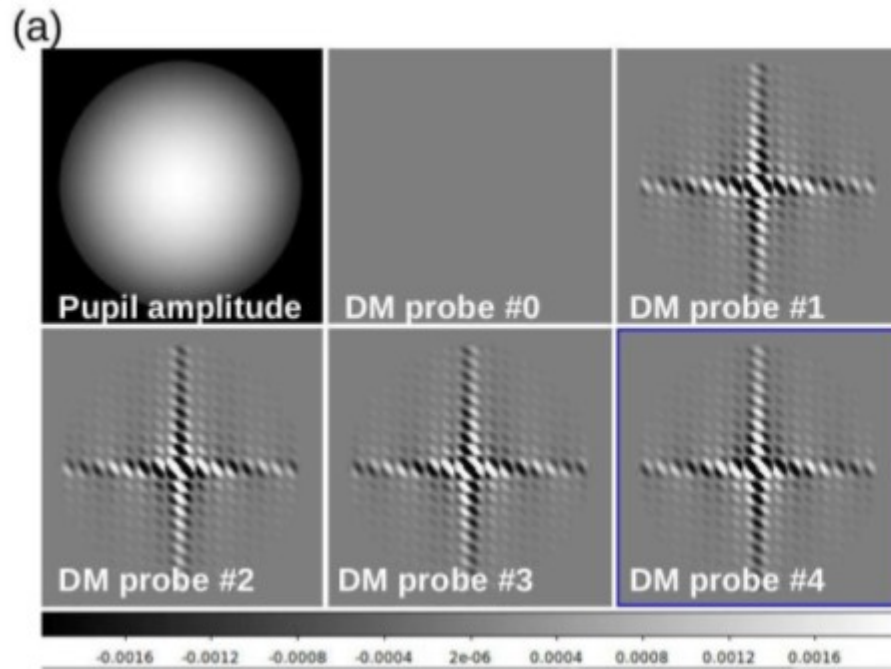 (a)
Pupil amplitude DM probe #0 DM probe #1
DM probe #2 DM probe #3 DM probe #4
-0.0016 -0.0012 -0.0008 -0.0004 2e-06 0.0004 0.0008 0.0012 0.0016